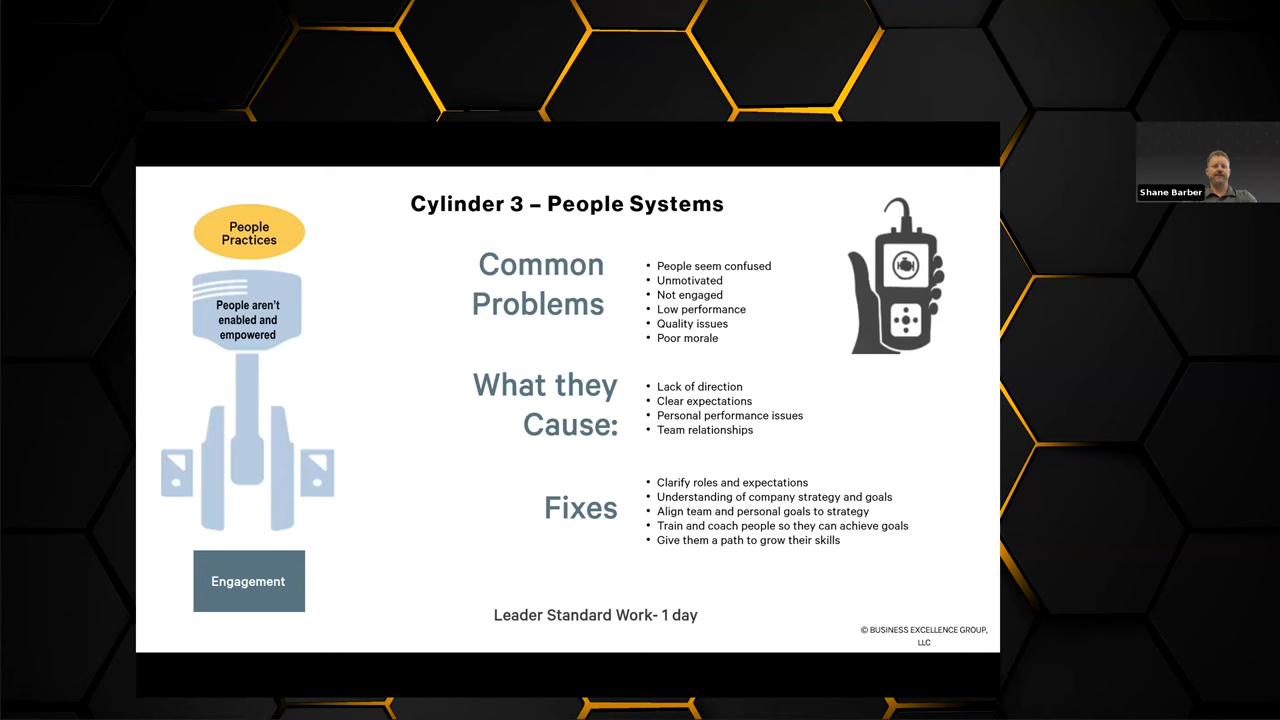 Cylinder 3 – People Systems
People
Practices
People aren’t
enabled and
empowered
Engagement
Common
Problems
• People seem confused
• Unmotivated
• Not engaged
• Low performance
• Quality issues
• Poor morale
What they
Cause:
• Lack of direction
• Clear expectations
• Personal performance issues
• Team relationships
Fixes
• Clarify roles and expectations
• Understanding of company strategy and goals
• Align team and personal goals to strategy
• Train and coach people so they can achieve goals
• Give them a path to grow their skills
Leader Standard Work- 1 day
© BUSINESS EXCELLENCE GROUP,
LLC
Shane Barber